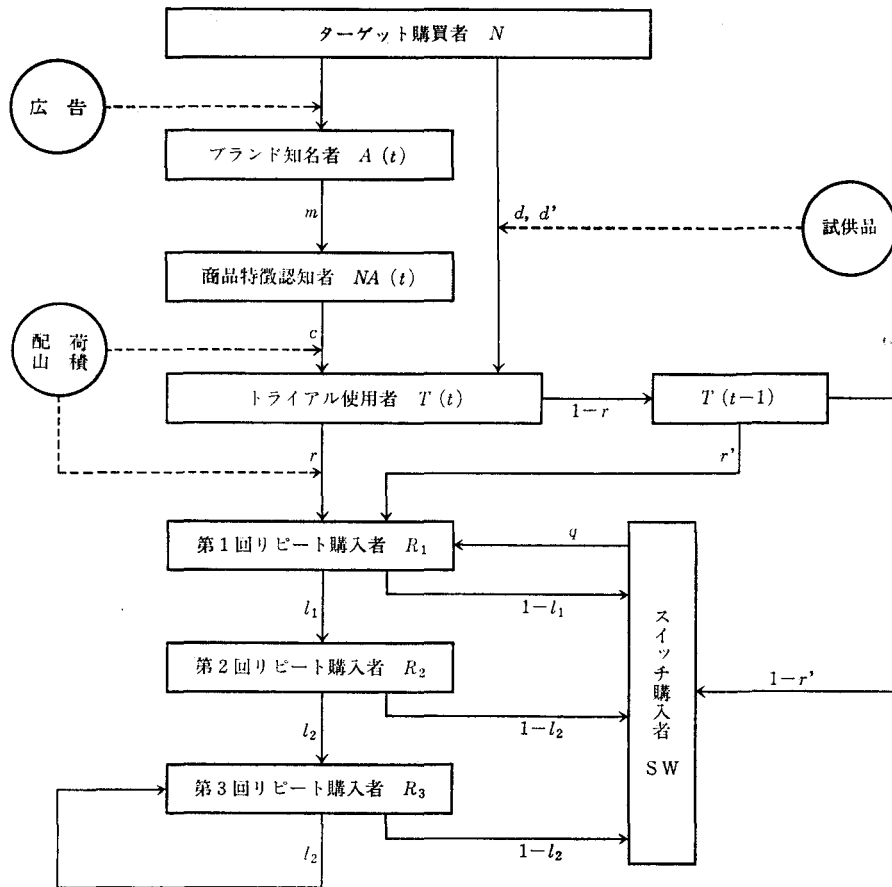 ターゲット購買者 N
広 告
ブランド知名者 A (t)
m
d, d'
試供品
商品特徴認知者 NA (t)
配 荷
山 積
c
トライアル使用者 T (t)
1−r
T (t−1)
r
r'
第1回リピート購入者 R₁
q
l₁
1−l₁
スイッチ購入者 SW
第2回リピート購入者 R₂
1−r'
l₂
1−l₂
第3回リピート購入者 R₃
l₂
1−l₂